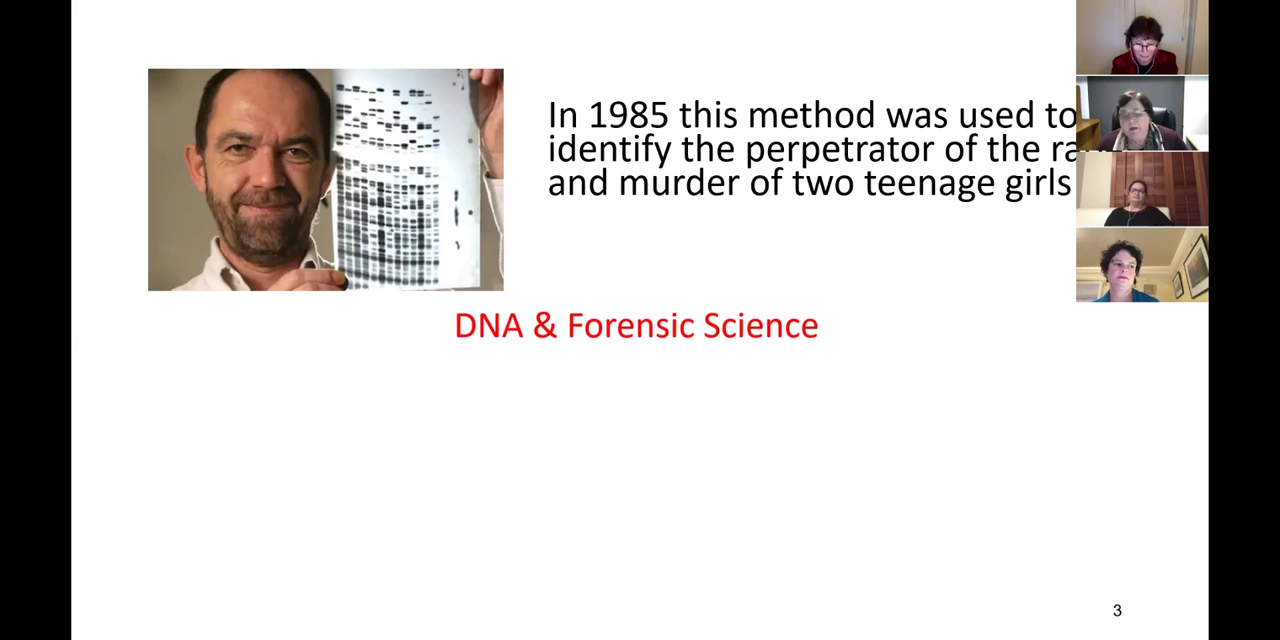 In 1985 this method was used to
identify the perpetrator of the
and murder of two teenage girls
DNA & Forensic Science
3